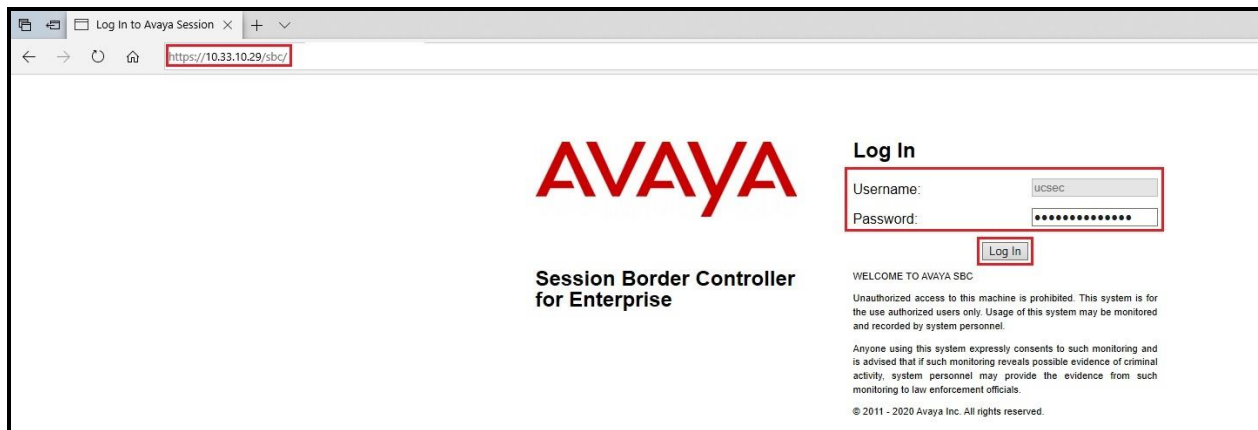 Log In to Avaya Session
https://10.33.10.29/sbc/
AVAYA
Session Border Controller
for Enterprise
Log In
Username:
ucsec
Password:
••••••••••••••
Log In
WELCOME TO AVAYA SBC
Unauthorized access to this machine is prohibited. This system is for
the use authorized users only. Usage of this system may be monitored
and recorded by system personnel.
Anyone using this system expressly consents to such monitoring and
is advised that if such monitoring reveals possible evidence of criminal
activity, system personnel may provide the evidence from such
monitoring to law enforcement officials.
© 2011 - 2020 Avaya Inc. All rights reserved.